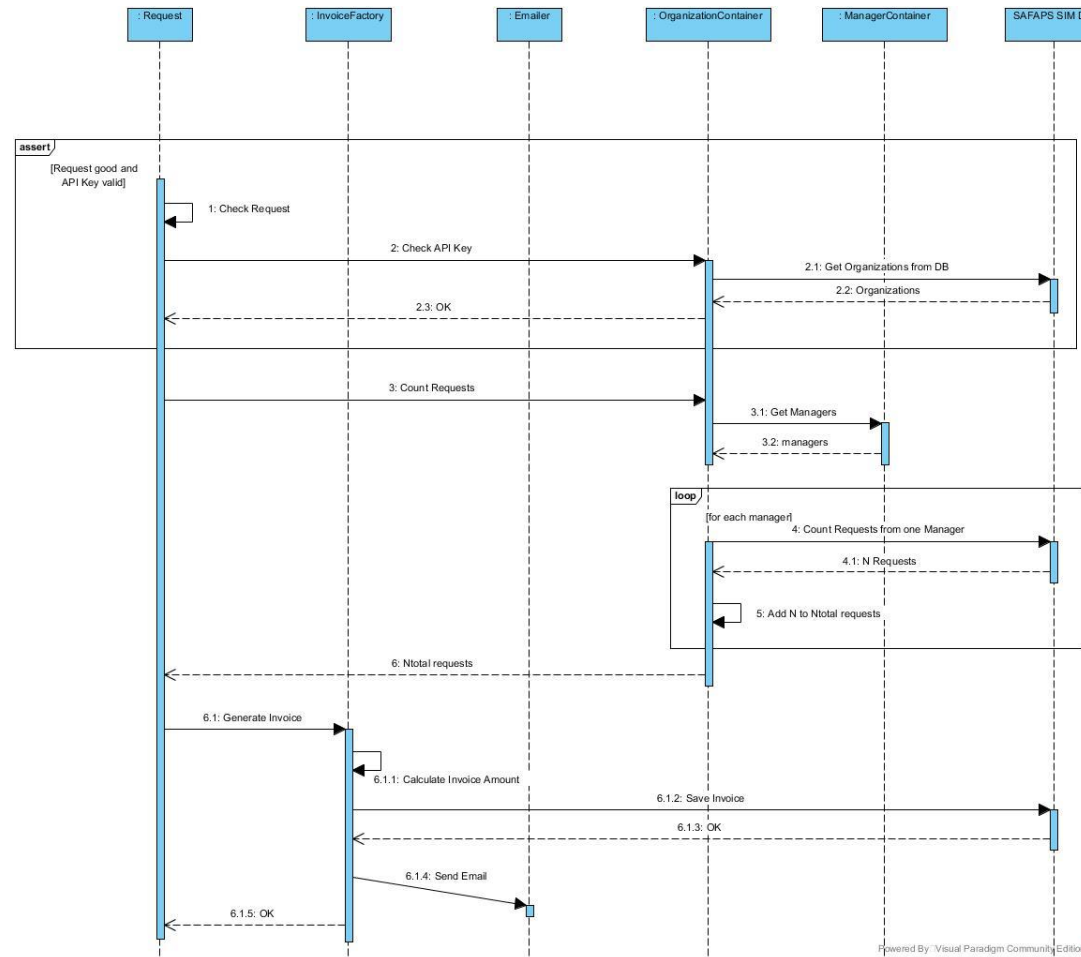 : Request
: InvoiceFactory
: Emailer
: OrganizationContainer
: ManagerContainer
SAFAPS SIM D
assert
[Request good and
API Key valid]
1: Check Request
2: Check API Key
2.1: Get Organizations from DB
2.2: Organizations
2.3: OK
3: Count Requests
3.1: Get Managers
3.2: managers
loop
[for each manager]
4: Count Requests from one Manager
4.1: N Requests
5: Add N to Ntotal requests
6: Ntotal requests
6.1: Generate Invoice
6.1.1: Calculate Invoice Amount
6.1.2: Save Invoice
6.1.3: OK
6.1.4: Send Email
6.1.5: OK
Powered By Visual Paradigm Community Edition